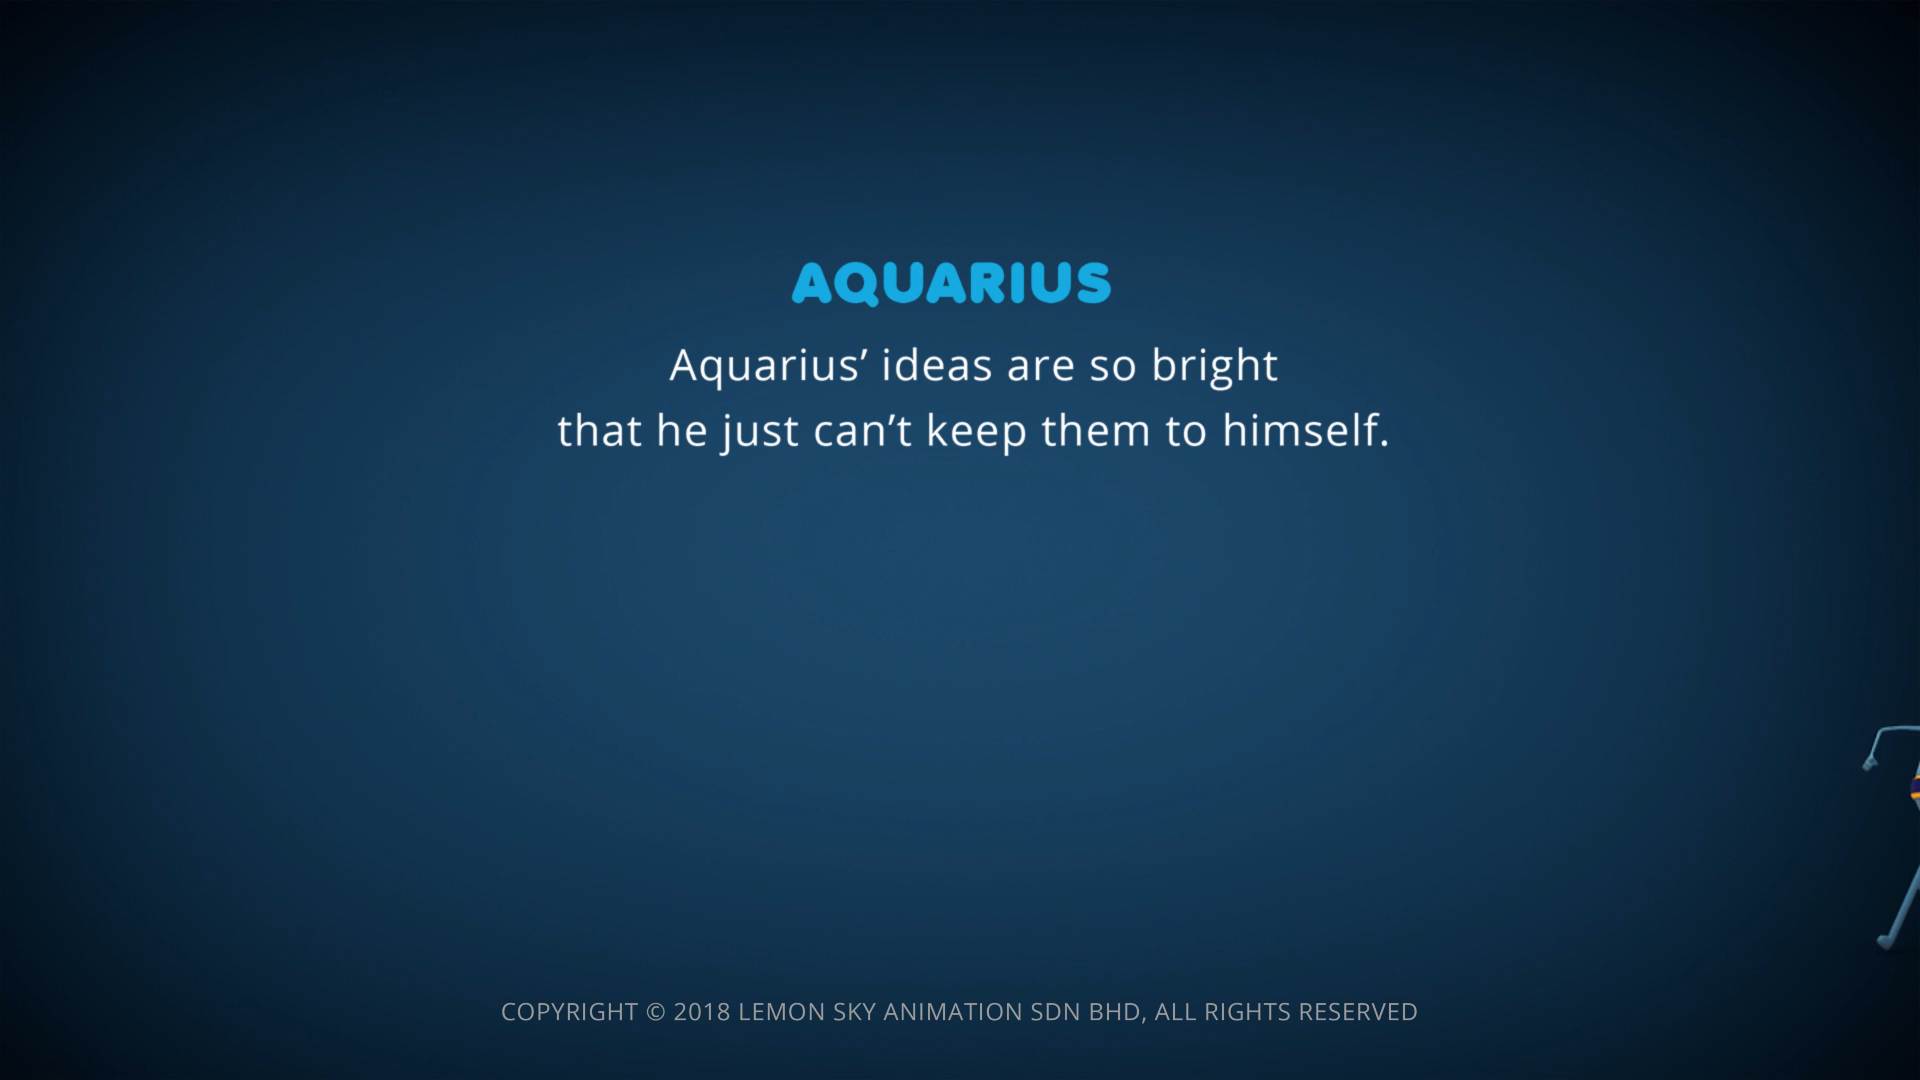 AQUARIUS
Aquarius’ ideas are so bright
that he just can’t keep them to himself.
COPYRIGHT © 2018 LEMON SKY ANIMATION SDN BHD, ALL RIGHTS RESERVED